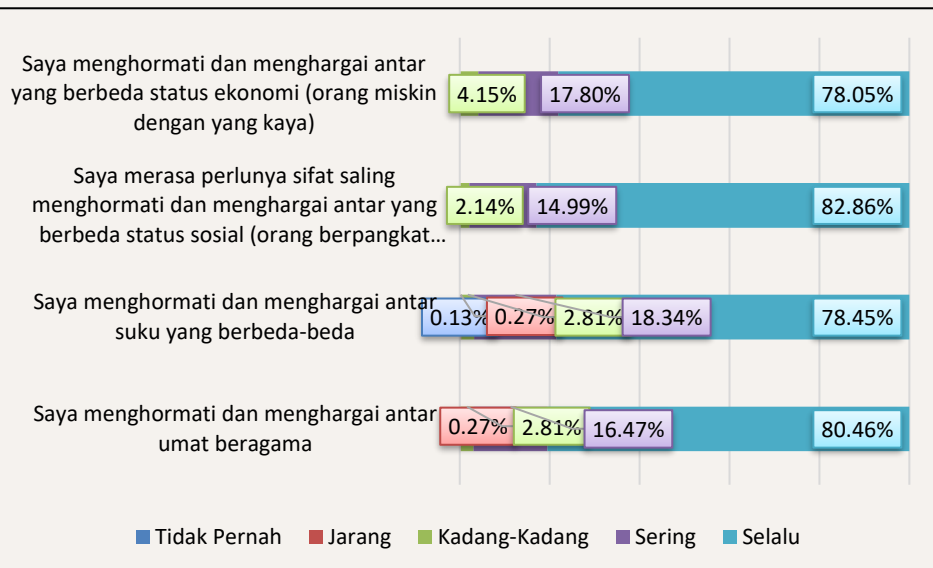 Saya menghormati dan menghargai antar
yang berbeda status ekonomi (orang miskin
dengan yang kaya)
4.15% 17.80% 78.05%
Saya merasa perlunya sifat saling
menghormati dan menghargai antar yang
berbeda status sosial (orang berpangkat...
2.14% 14.99% 82.86%
Saya menghormati dan menghargai antar
suku yang berbeda-beda
0.13% 0.27% 2.81% 18.34% 78.45%
Saya menghormati dan menghargai antar
umat beragama
0.27% 2.81% 16.47% 80.46%
Tidak Pernah Jarang Kadang-Kadang Sering Selalu